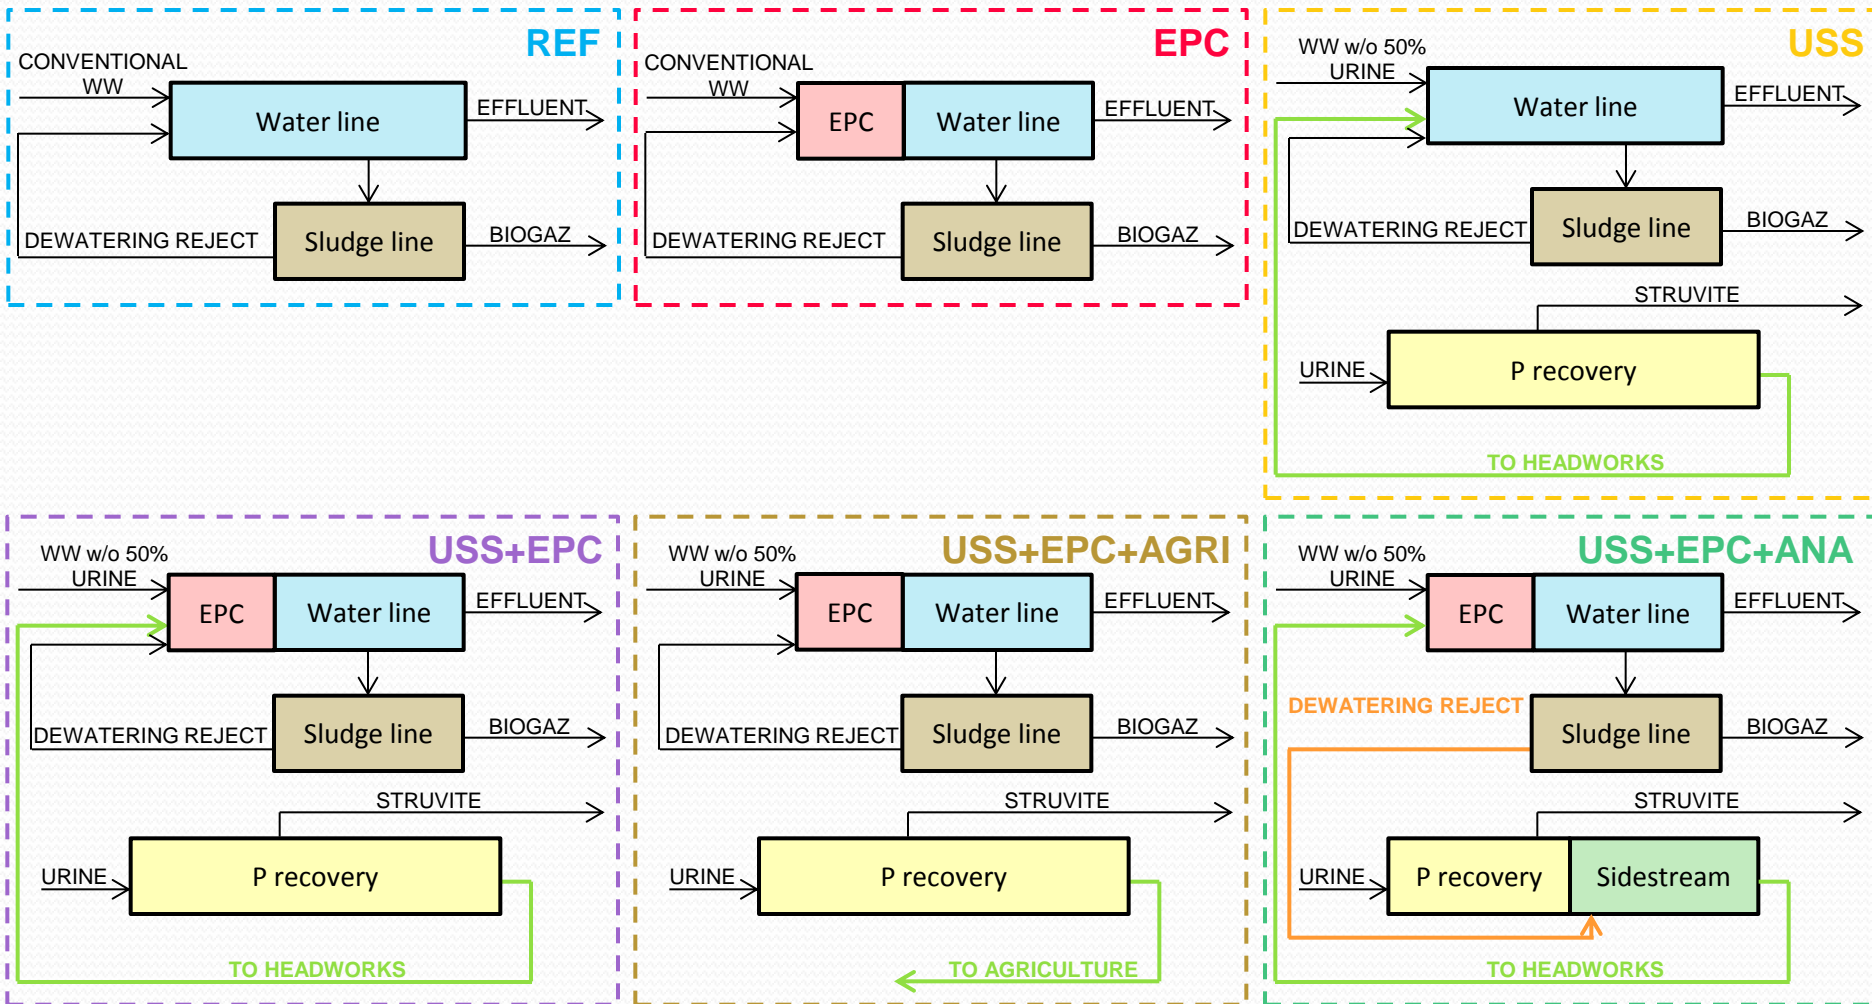 REF
CONVENTIONAL
WW
Water line
EFFLUENT
DEWATERING REJECT
Sludge line
BIOGAZ
EPC
CONVENTIONAL
WW
EPC
Water line
EFFLUENT
DEWATERING REJECT
Sludge line
BIOGAZ
USS
WW w/o 50%
URINE
Water line
EFFLUENT
DEWATERING REJECT
Sludge line
BIOGAZ
STRUVITE
URINE
P recovery
TO HEADWORKS
USS+EPC
WW w/o 50%
URINE
EPC
Water line
EFFLUENT
DEWATERING REJECT
Sludge line
BIOGAZ
STRUVITE
URINE
P recovery
TO HEADWORKS
USS+EPC+AGRI
WW w/o 50%
URINE
EPC
Water line
EFFLUENT
DEWATERING REJECT
Sludge line
BIOGAZ
STRUVITE
URINE
P recovery
TO AGRICULTURE
USS+EPC+ANA
WW w/o 50%
URINE
EPC
Water line
EFFLUENT
DEWATERING REJECT
Sludge line
BIOGAZ
STRUVITE
URINE
P recovery
Sidestream
TO HEADWORKS